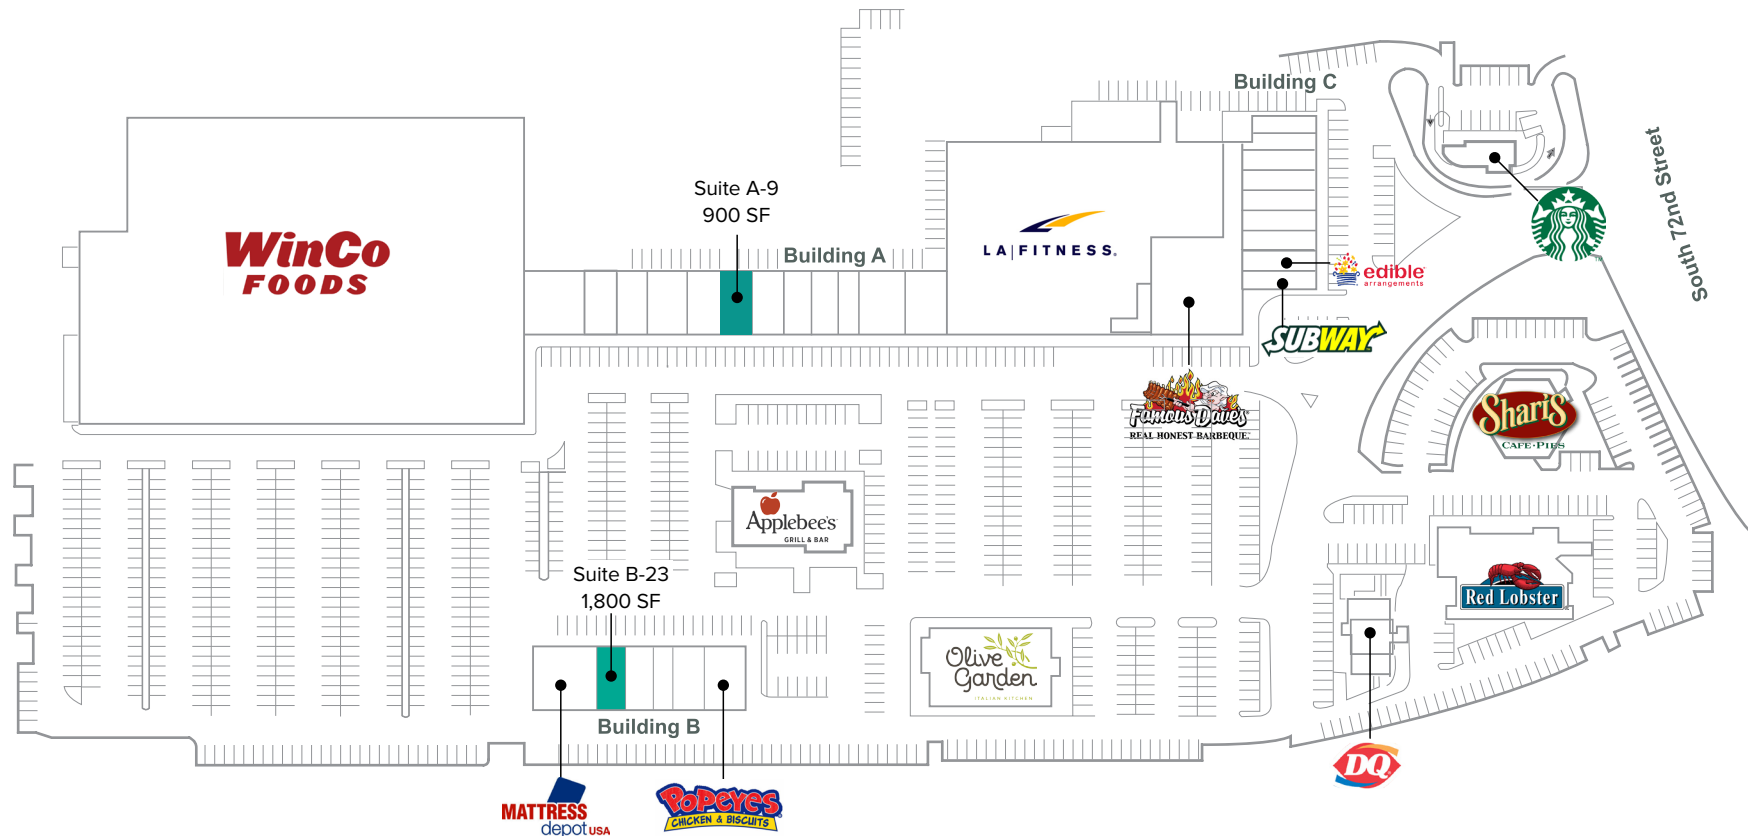 Building C
South 72nd Street
Suite A-9
900 SF
Building A
WinCo
FOODS
LA|FITNESS.
edible
arrangements
SUBWAY
Famous Dave's
REAL HONEST BARBEQUE.
Shari's
CAFE • PIES
Applebee's
GRILL & BAR
Suite B-23
1,800 SF
Red Lobster
Olive
Garden
ITALIAN KITCHEN
Building B
DQ
MATTRESS
depot USA
POPEYES
CHICKEN & BISCUITS